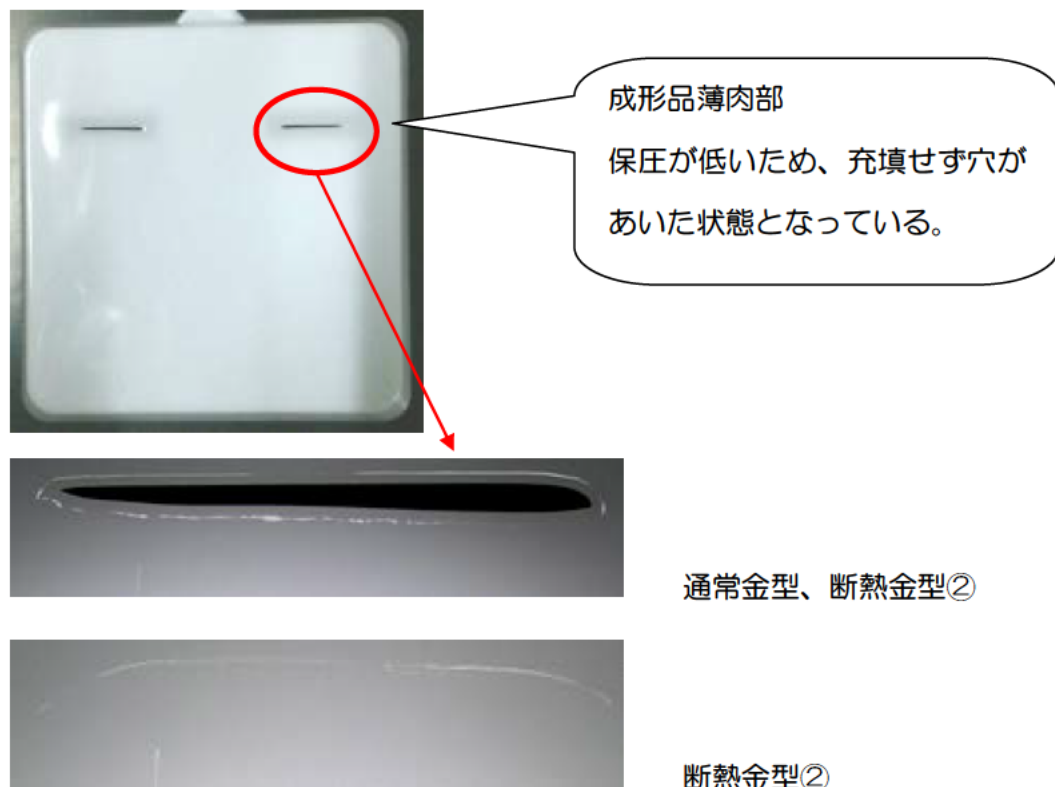 成形品薄肉部
保圧が低いため、充填せず穴が
あいた状態となっている。
通常金型、断熱金型②
断熱金型②